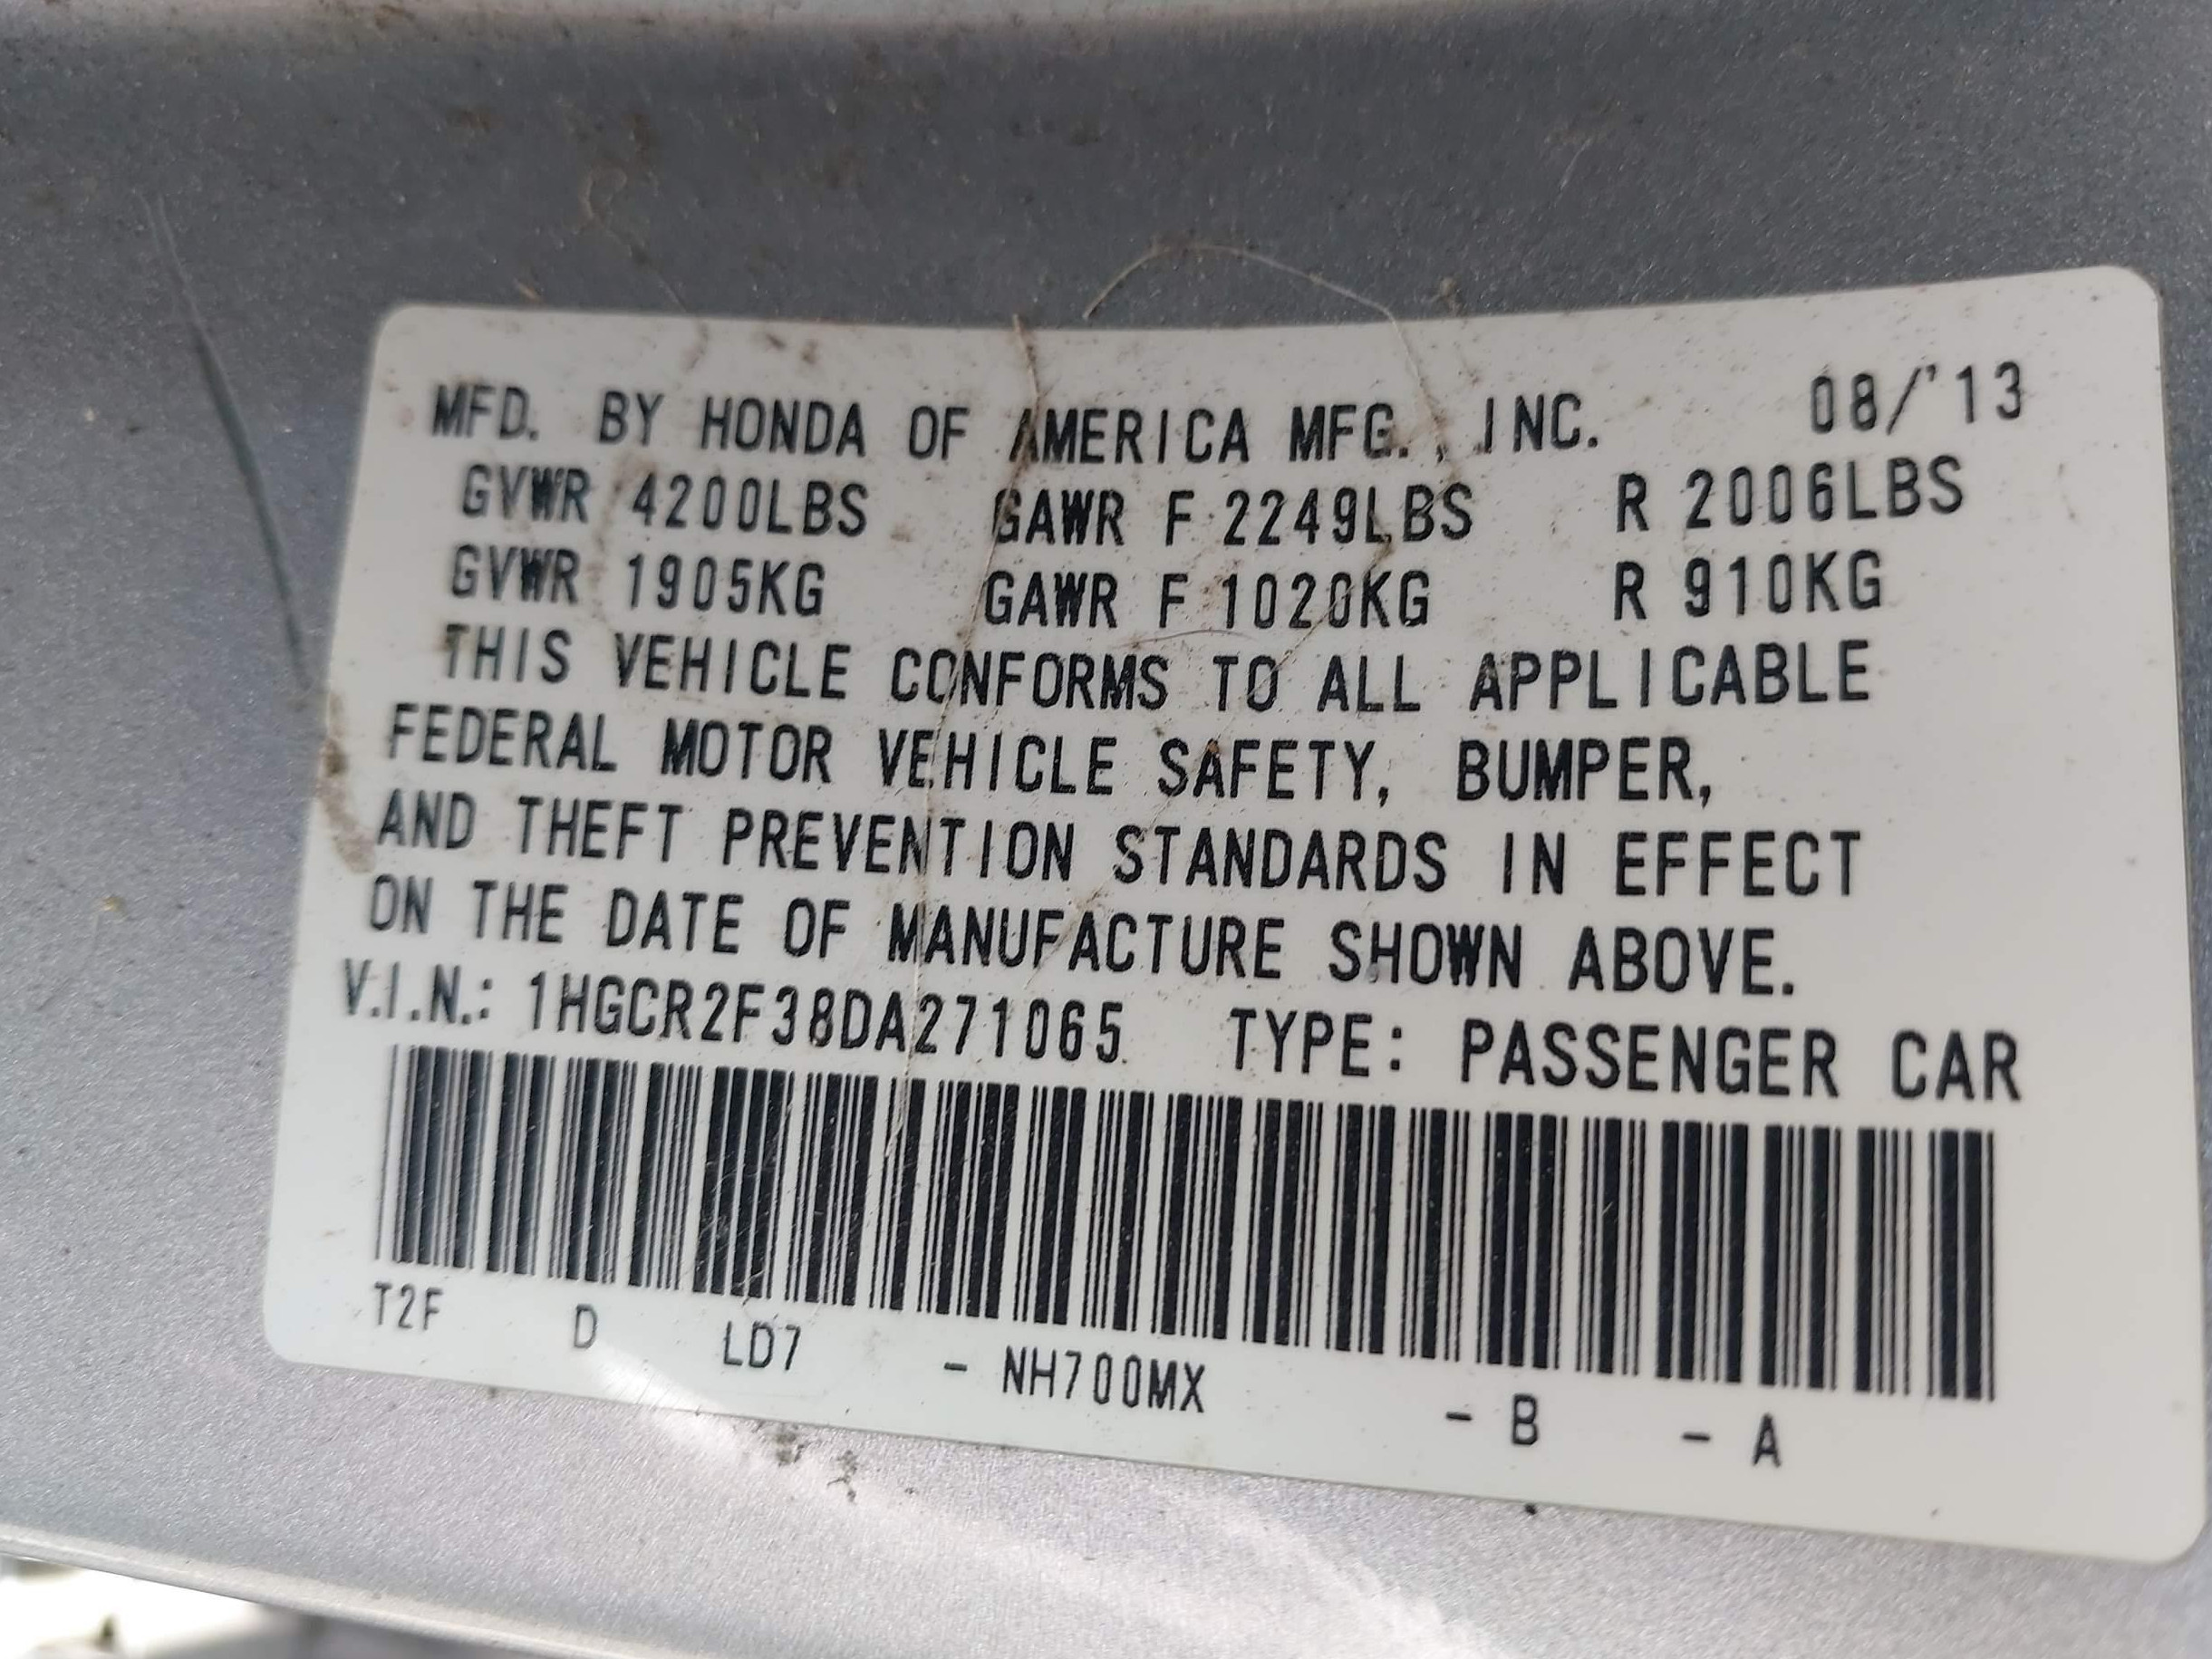 MFD. BY HONDA OF AMERICA MFG., INC. 08/'13
GVWR 4200LBS GAWR F 2249LBS R 2006LBS
GVWR 1905KG GAWR F 1020KG R 910KG
THIS VEHICLE CONFORMS TO ALL APPLICABLE
FEDERAL MOTOR VEHICLE SAFETY, BUMPER,
AND THEFT PREVENTION STANDARDS IN EFFECT
ON THE DATE OF MANUFACTURE SHOWN ABOVE.
V.I.N.: 1HGCR2F38DA271065 TYPE: PASSENGER CAR
T2F D LD7 - NH700MX - B - A